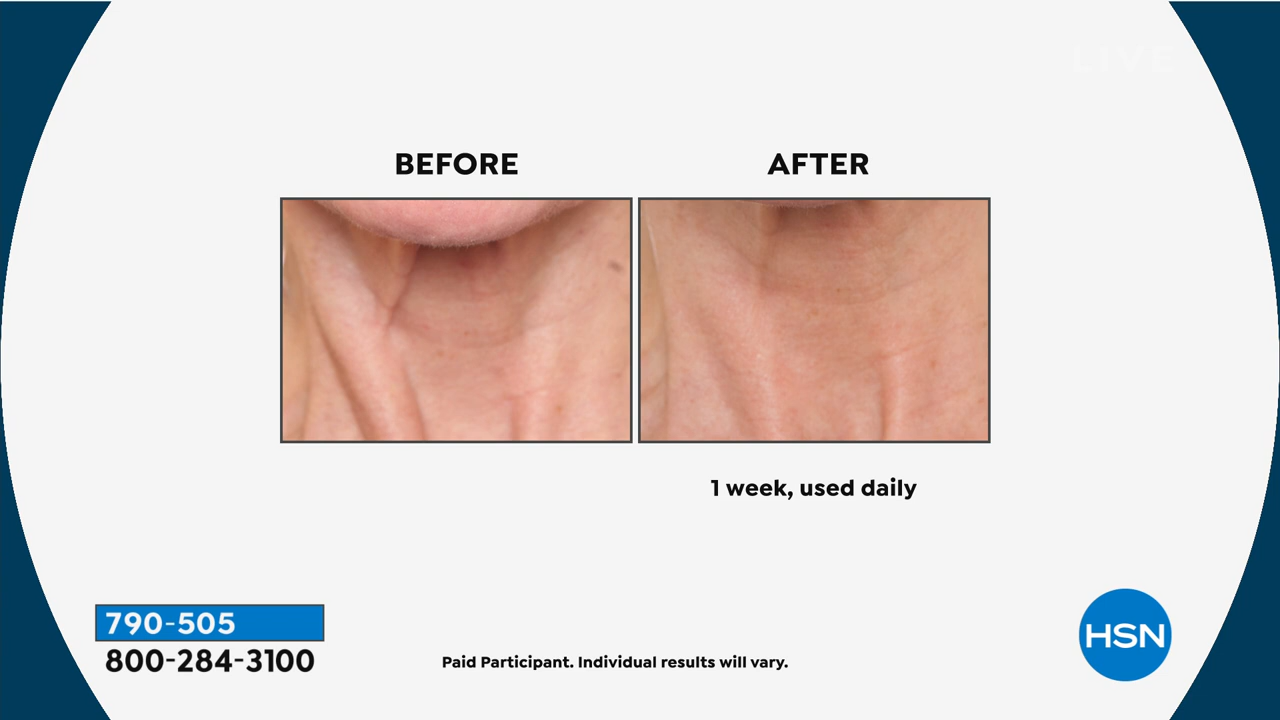 LIVE
BEFORE
AFTER
1 week, used daily
790-505
800-284-3100
Paid Participant. Individual results will vary.
HSN